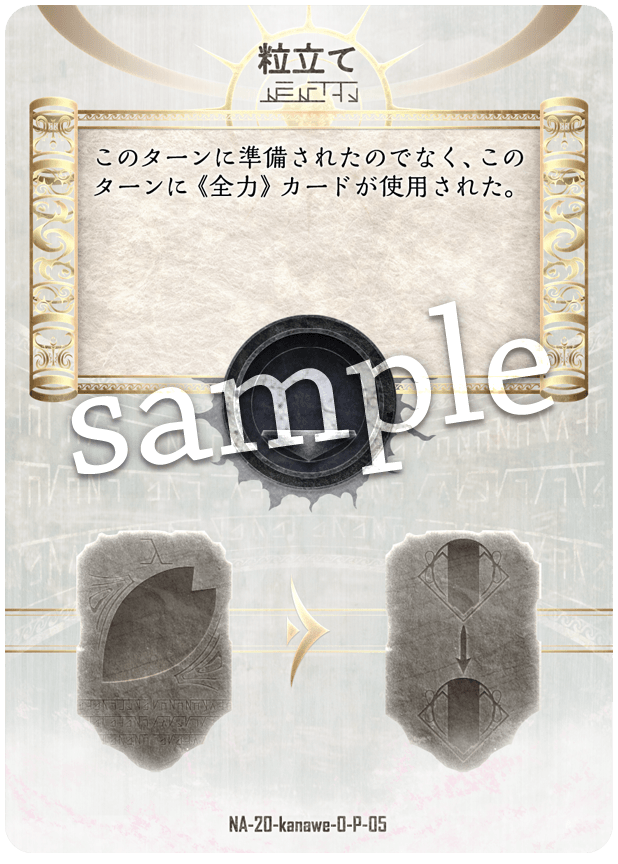 粒立て
このターンに準備されたのでなく、この
ターンに《全力》カードが使用された。
sample
NA-20-kanawe-O-P-05